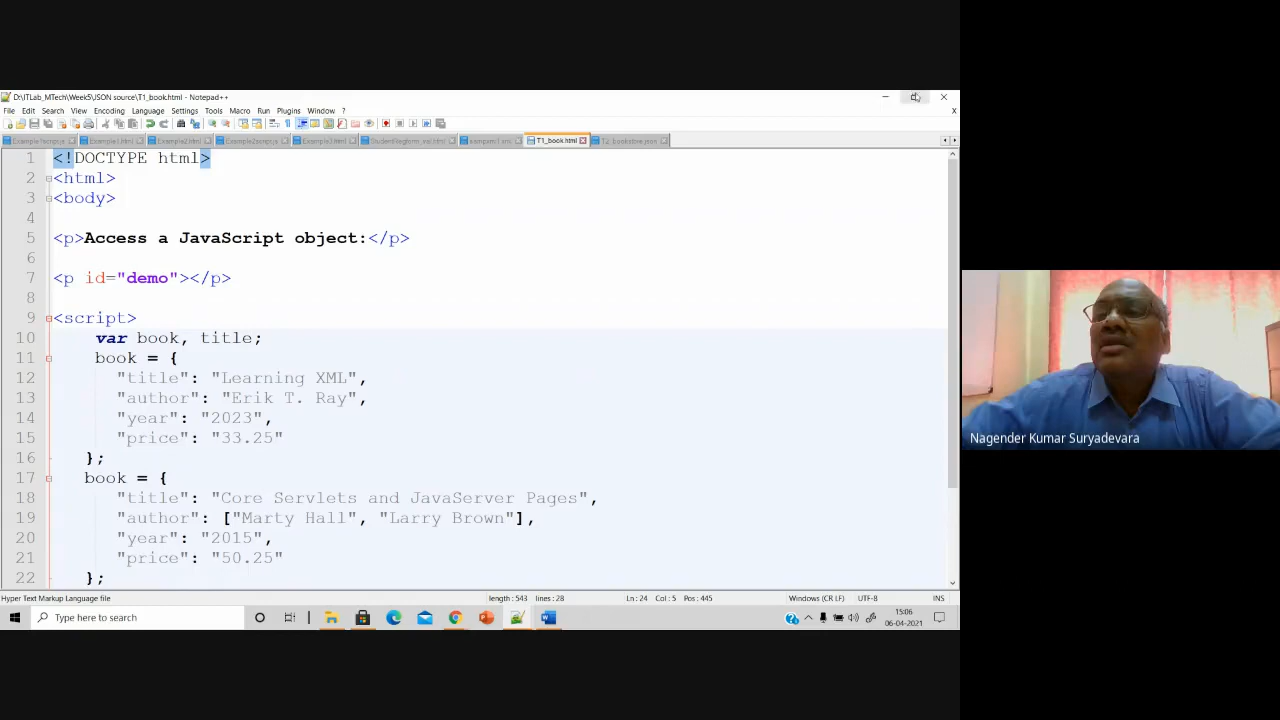 D:\ITLab_MTech\Week5\JSON source\T1_book.html - Notepad++
File Edit Search View Encoding Language Settings Tools Macro Run Plugins Window ?
T1_book.html T2_bookstore.json
1 <!DOCTYPE html>
2 <html>
3 <body>
4
5 <p>Access a JavaScript object:</p>
6
7 <p id="demo"></p>
8
9 <script>
10 var book, title;
11 book = {
12 "title": "Learning XML",
13 "author": "Erik T. Ray",
14 "year": "2023",
15 "price": "33.25"
16 };
17 book = {
18 "title": "Core Servlets and JavaServer Pages",
19 "author": ["Marty Hall", "Larry Brown"],
20 "year": "2015",
21 "price": "50.25"
22 };
Hyper Text Markup Language file length: 543 lines: 28 Ln: 24 Col: 5 Pos: 445 Windows (CR LF) UTF-8 INS
Type here to search
15:06
06-04-2021
Nagender Kumar Suryadevara